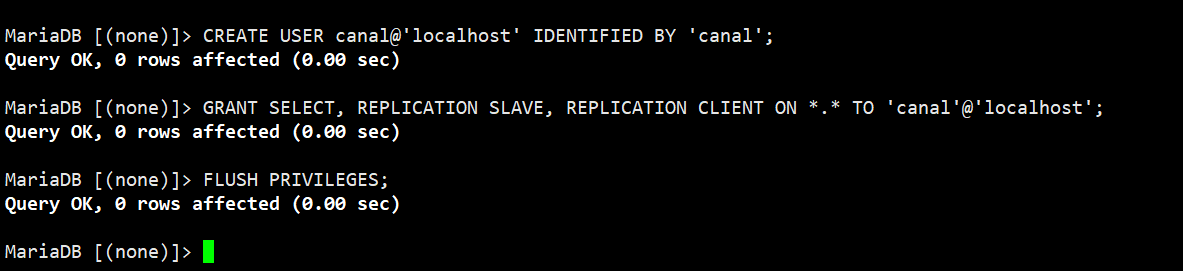 MariaDB [(none)]> CREATE USER canal@'localhost' IDENTIFIED BY 'canal';
Query OK, 0 rows affected (0.00 sec)
MariaDB [(none)]> GRANT SELECT, REPLICATION SLAVE, REPLICATION CLIENT ON *.* TO 'canal'@'localhost';
Query OK, 0 rows affected (0.00 sec)
MariaDB [(none)]> FLUSH PRIVILEGES;
Query OK, 0 rows affected (0.00 sec)
MariaDB [(none)]>